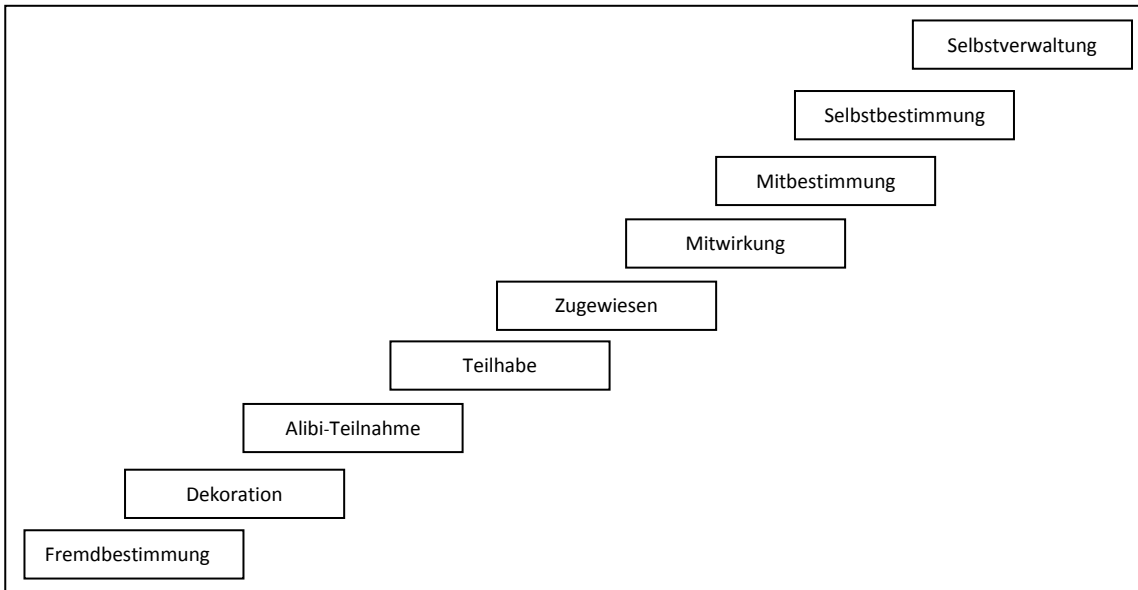 Selbstverwaltung
Selbstbestimmung
Mitbestimmung
Mitwirkung
Zugewiesen
Teilhabe
Alibi-Teilnahme
Dekoration
Fremdbestimmung